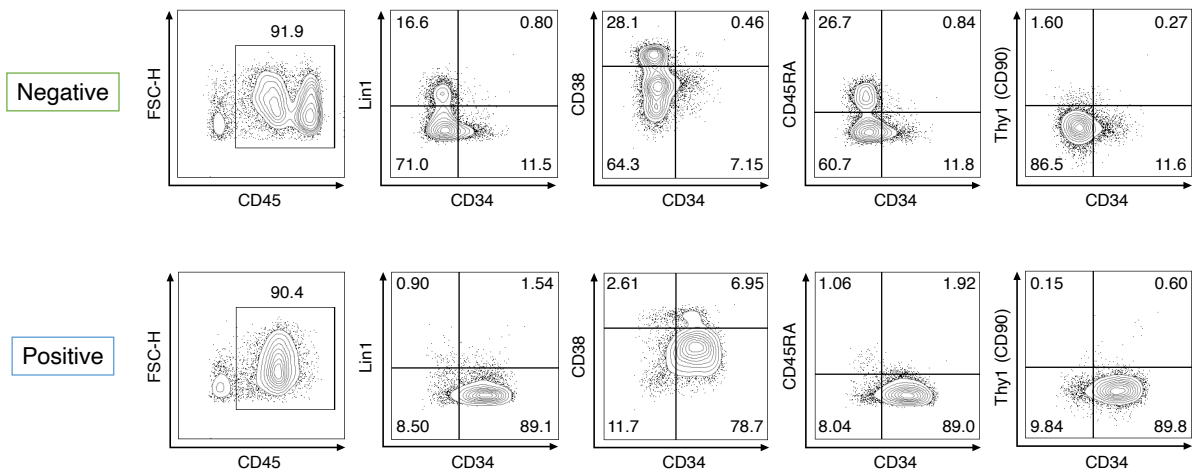 Negative
91.9
FSC-H
CD45
16.6 0.80
Lin1
71.0 11.5
CD34
28.1 0.46
CD38
64.3 7.15
CD34
26.7 0.84
CD45RA
60.7 11.8
CD34
1.60 0.27
Thy1 (CD90)
86.5 11.6
CD34
Positive
90.4
FSC-H
CD45
0.90 1.54
Lin1
8.50 89.1
CD34
2.61 6.95
CD38
11.7 78.7
CD34
1.06 1.92
CD45RA
8.04 89.0
CD34
0.15 0.60
Thy1 (CD90)
9.84 89.8
CD34